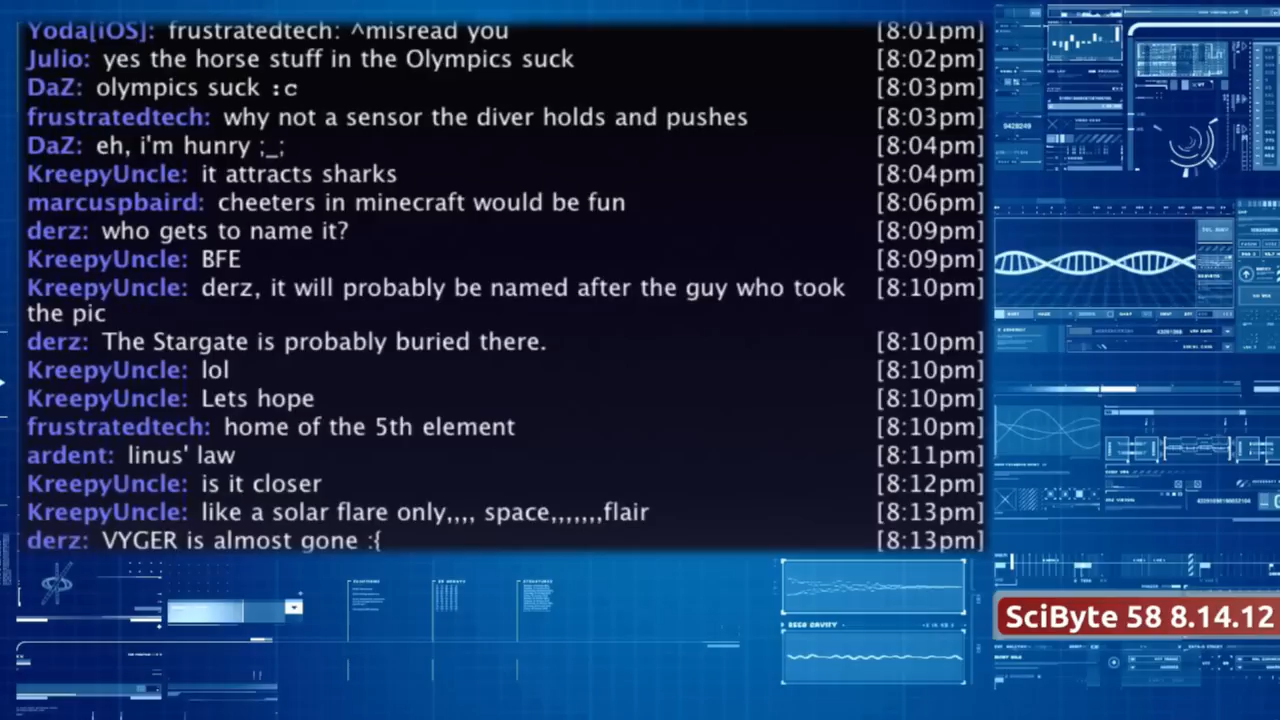 Yoda[iOS]: frustratedtech: ^misread you [8:01pm]
Julio: yes the horse stuff in the Olympics suck [8:02pm]
DaZ: olympics suck :c [8:03pm]
frustratedtech: why not a sensor the diver holds and pushes [8:03pm]
DaZ: eh, i'm hunry ;_; [8:04pm]
KreepyUncle: it attracts sharks [8:04pm]
marcuspbaird: cheeters in minecraft would be fun [8:06pm]
derz: who gets to name it? [8:09pm]
KreepyUncle: BFE [8:09pm]
KreepyUncle: derz, it will probably be named after the guy who took [8:10pm]
the pic
derz: The Stargate is probably buried there. [8:10pm]
KreepyUncle: lol [8:10pm]
KreepyUncle: Lets hope [8:10pm]
frustratedtech: home of the 5th element [8:10pm]
ardent: linus' law [8:11pm]
KreepyUncle: is it closer [8:12pm]
KreepyUncle: like a solar flare only,,,, space,,,,,,,flair [8:13pm]
derz: VYGER is almost gone :{ [8:13pm]
SciByte 58 8.14.12